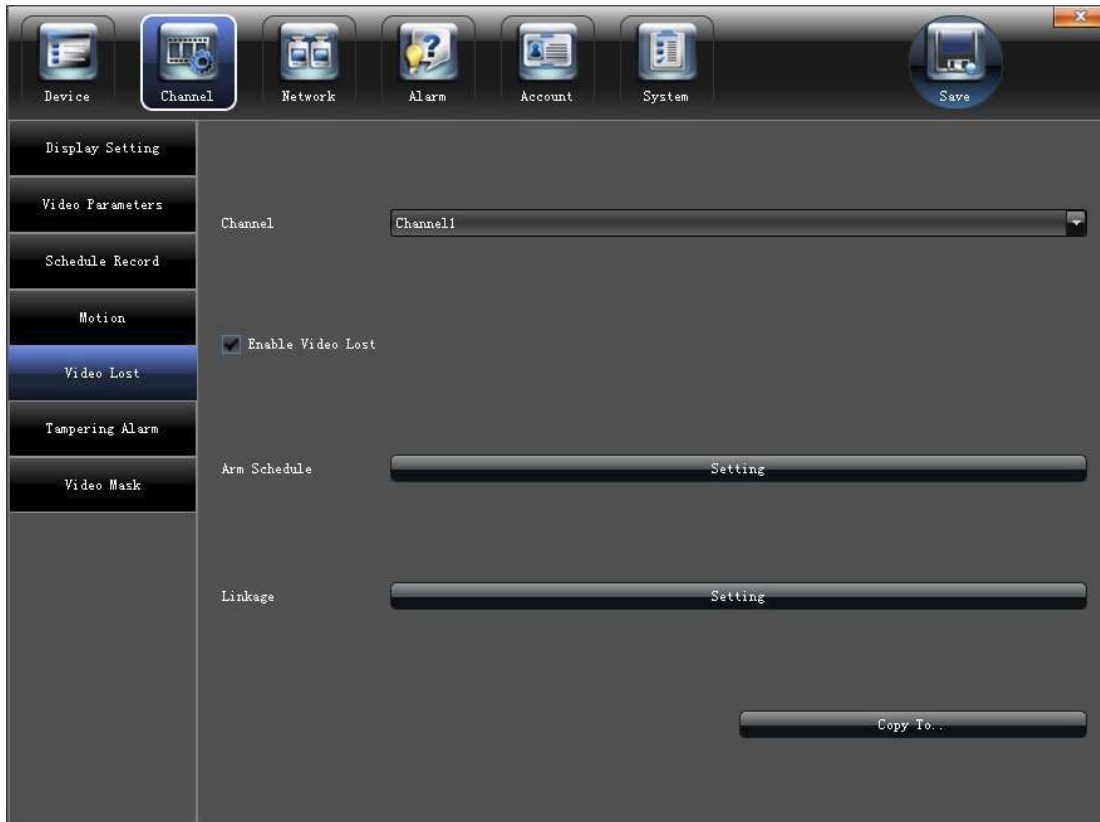 Device Channel Network Alarm Account System Save
Display Setting
Video Parameters
Schedule Record
Motion
Video Lost
Tampering Alarm
Video Mask
Channel Channel1
Enable Video Lost
Arm Schedule Setting
Linkage Setting
Copy To..